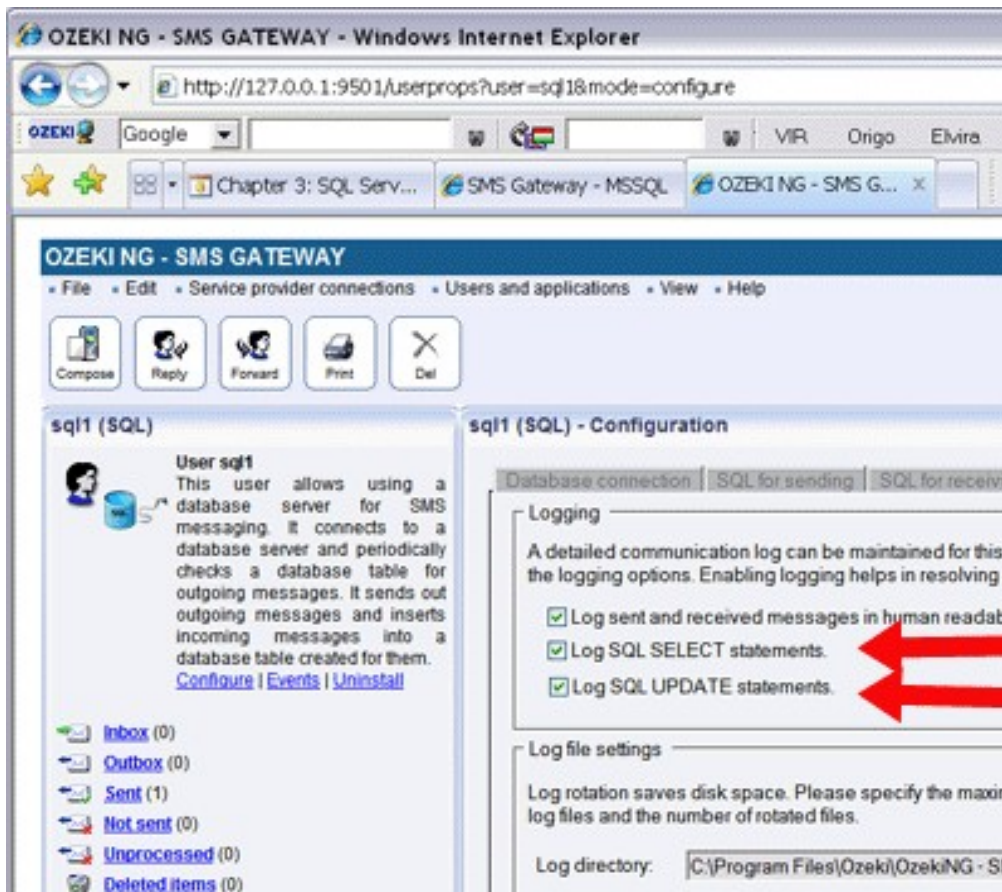 OZEKI NG - SMS GATEWAY - Windows Internet Explorer
http://127.0.0.1:9501/userprops?user=sql1&mode=configure
OZEKI Google VIR Origo Elvira
Chapter 3: SQL Serv... SMS Gateway - MSSQL OZEKI NG - SMS G...
OZEKI NG - SMS GATEWAY
File Edit Service provider connections Users and applications View Help
Compose Reply Forward Print Del
sql1 (SQL)
User sql1
This user allows using a
database server for SMS
messaging. It connects to a
database server and periodically
checks a database table for
outgoing messages. It sends out
outgoing messages and inserts
incoming messages into a
database table created for them.
Configure | Events | Uninstall
Inbox (0)
Outbox (0)
Sent (1)
Not sent (0)
Unprocessed (0)
Deleted items (0)
sql1 (SQL) - Configuration
Database connection SQL for sending SQL for receiv
Logging
A detailed communication log can be maintained for this
the logging options. Enabling logging helps in resolving
Log sent and received messages in human readab
Log SQL SELECT statements.
Log SQL UPDATE statements.
Log file settings
Log rotation saves disk space. Please specify the maxi
log files and the number of rotated files.
Log directory: C:\Program Files\Ozeki\OzekiNG - S